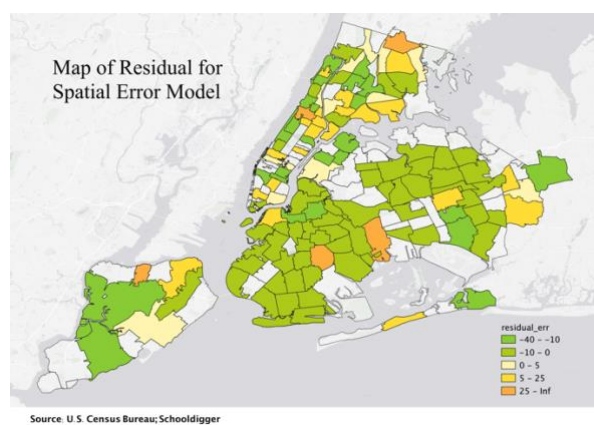 Map of Residual for
Spatial Error Model
residual_err
-40 - -10
-10 - 0
0 - 5
5 - 25
25 - Inf
Source: U.S. Census Bureau; Schooldigger